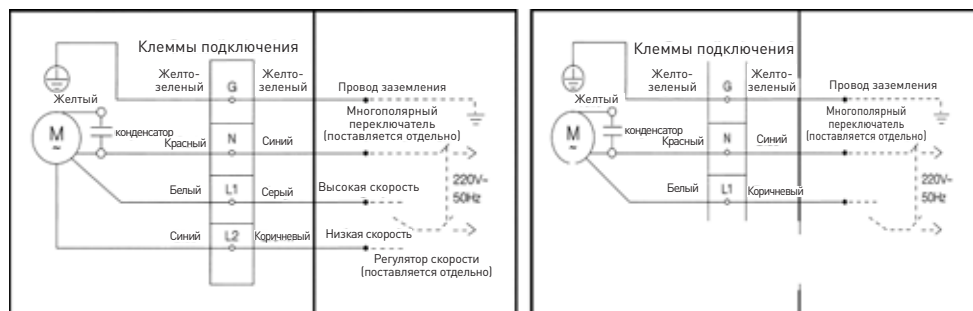 Клеммы подключения
Желто-
зеленый
G
Желто-
зеленый
Провод заземления
Желтый
Многополярный
переключатель
(поставляется отдельно)
M
~
конденсатор
Красный
N
Синий
220V~
50Hz
Белый
L1
Серый
Высокая скорость
Синий
L2
Коричневый
Низкая скорость
Регулятор скорости
(поставляется отдельно)
Клеммы подключения
Желто-
зеленый
G
Желто-
зеленый
Провод заземления
Желтый
Многополярный
переключатель
(поставляется отдельно)
M
~
конденсатор
Красный
N
Синий
220V~
50Hz
Белый
L1
Коричневый